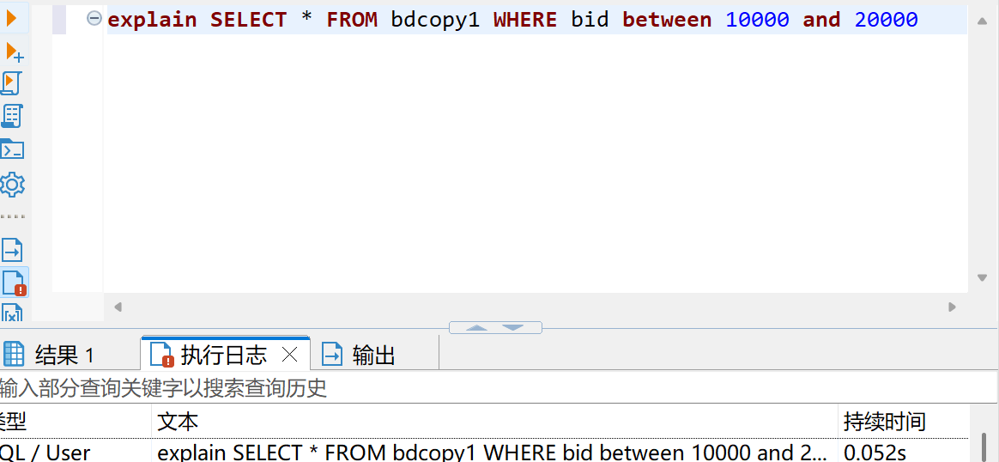 explain SELECT * FROM bdcopy1 WHERE bid between 10000 and 20000
结果 1 执行日志 输出
输入部分查询关键字以搜索查询历史
类型 文本 持续时间
QL / User explain SELECT * FROM bdcopy1 WHERE bid between 10000 and 2... 0.052s